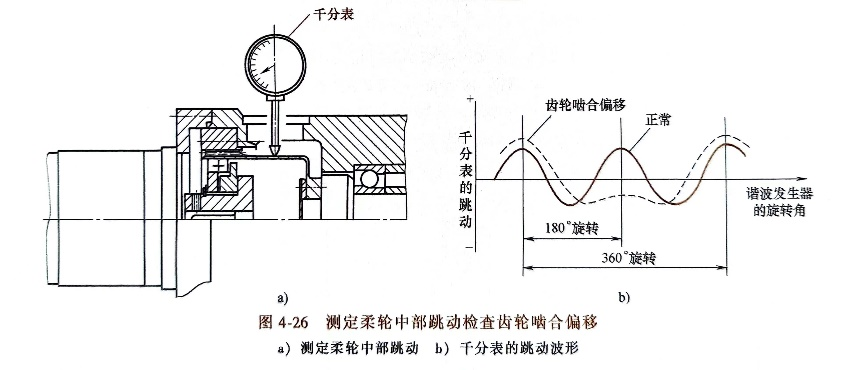 千分表
a)
+
千分表的跳动
−
齿轮啮合偏移
正常
谐波发生器
的旋转角
180°旋转
360°旋转
b)
图 4-26 测定柔轮中部跳动检查齿轮啮合偏移
a) 测定柔轮中部跳动 b) 千分表的跳动波形